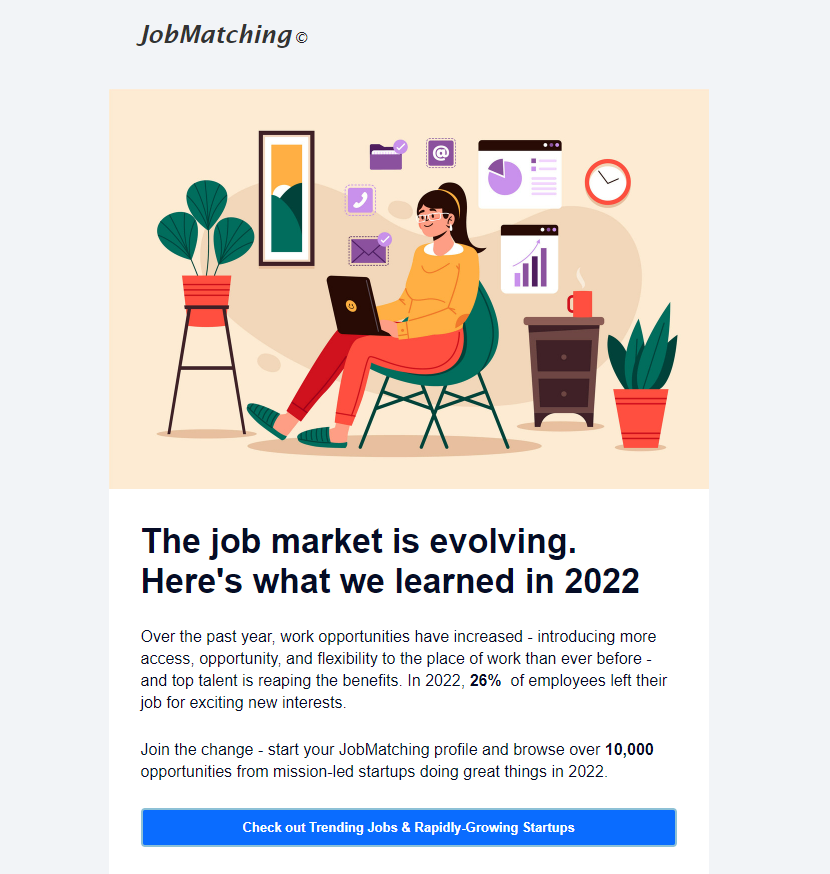 JobMatching ©
@
The job market is evolving.
Here's what we learned in 2022
Over the past year, work opportunities have increased - introducing more
access, opportunity, and flexibility to the place of work than ever before -
and top talent is reaping the benefits. In 2022, 26% of employees left their
job for exciting new interests.
Join the change - start your JobMatching profile and browse over 10,000
opportunities from mission-led startups doing great things in 2022.
Check out Trending Jobs & Rapidly-Growing Startups